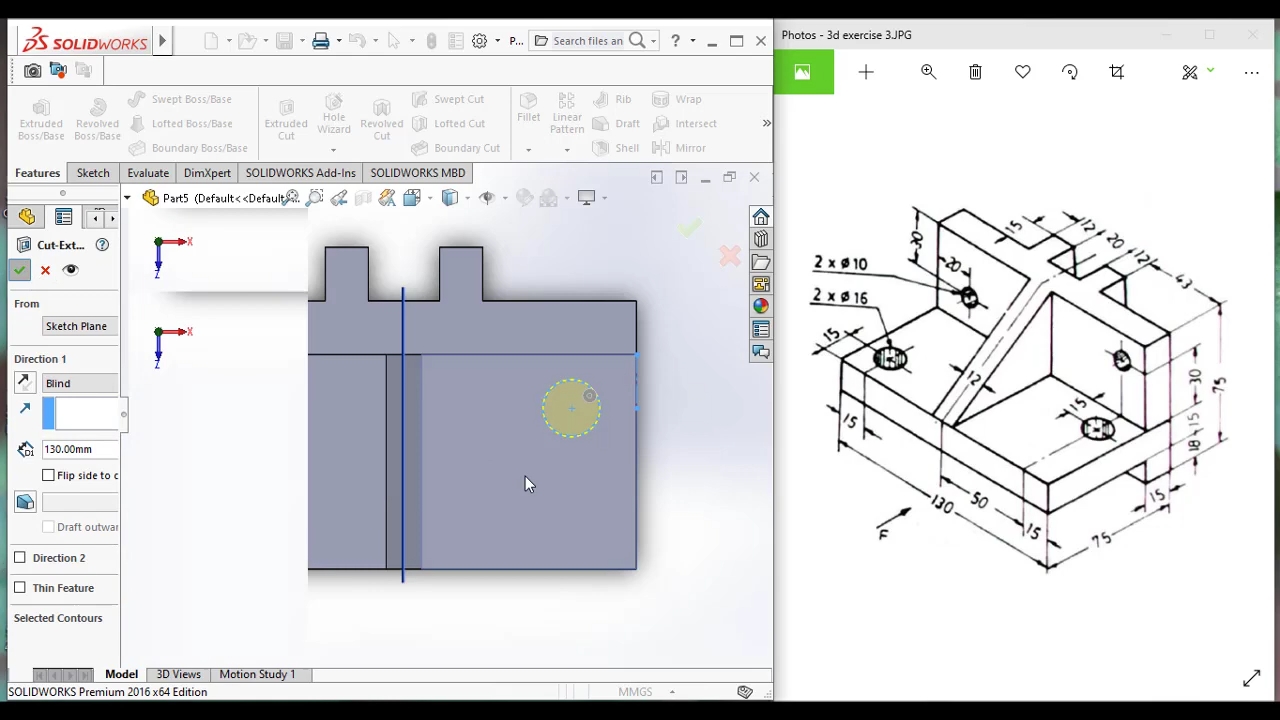 SOLIDWORKS
P...
Search files an
?
Photos - 3d exercise 3.JPG
Extruded
Boss/Base
Revolved
Boss/Base
Swept Boss/Base
Lofted Boss/Base
Boundary Boss/Base
Extruded
Cut
Hole
Wizard
Revolved
Cut
Swept Cut
Lofted Cut
Boundary Cut
Fillet
Linear
Pattern
Rib
Draft
Shell
Wrap
Intersect
Mirror
Features
Sketch
Evaluate
DimXpert
SOLIDWORKS Add-Ins
SOLIDWORKS MBD
Part5 (Default<<Default
Cut-Ext...
X
Z
X
Z
From
Sketch Plane
Direction 1
Blind
130.00mm
Flip side to c
Draft outwar
Direction 2
Thin Feature
Selected Contours
Model
3D Views
Motion Study 1
SOLIDWORKS Premium 2016 x64 Edition
MMGS
15
12
20
12
43
20
20
2 x ø 10
2 x ø 16
15
12
30
75
15
15
15
18
50
130
15
15
75
F